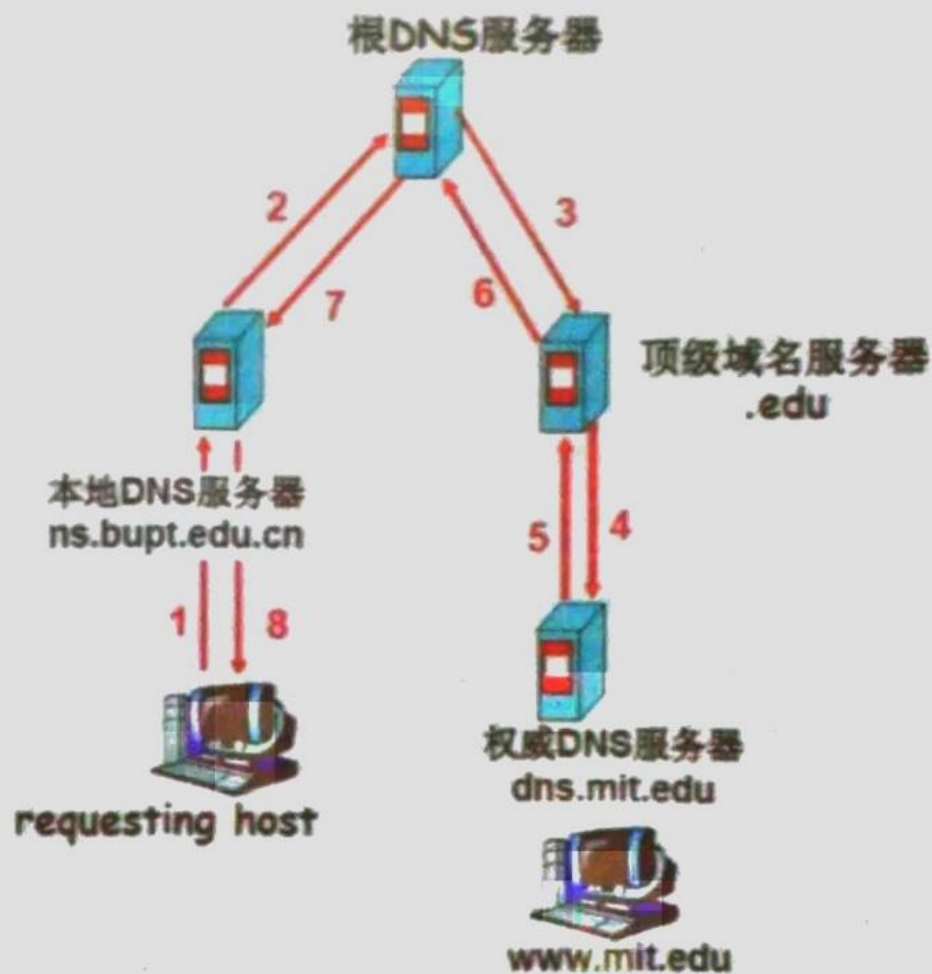 根DNS服务器
2
3
7
6
顶级域名服务器
.edu
本地DNS服务器
ns.bupt.edu.cn
5
4
1
8
权威DNS服务器
dns.mit.edu
requesting host
www.mit.edu